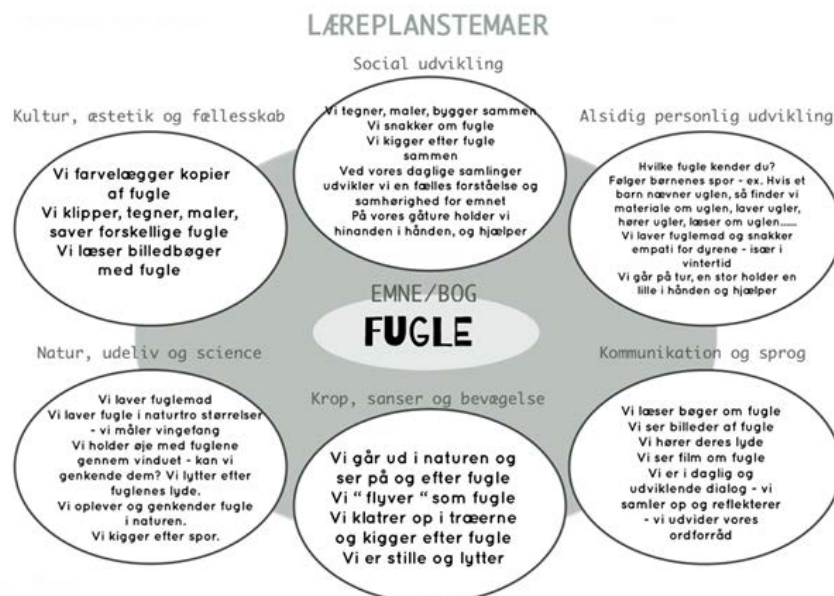 LÆREPLANSTEMAER
Social udvikling
Vi tegner, maler, bygger sammen
Vi snakker om fugle
Vi kigger efter fugle
sammen
Ved vores daglige samlinger
udvikler vi en fælles forståelse og
samhørighed for emnet
På vores gåture holder vi
hinanden i hånden, og hjælper
Kultur, æstetik og fællesskab
Vi farvelægger kopier
af fugle
Vi klipper, tegner, maler,
saver forskellige fugle
Vi læser billedbøger
med fugle
Alsidig personlig udvikling
Hvilke fugle kender du?
Følger børnenes spor - ex. Hvis et
barn nævner uglen, så finder vi
materiale om uglen, laver ugler,
hører ugler, læser om uglen......
Vi laver fuglemad og snakker
empati for dyrene - især i
vintertid
Vi går på tur, en stor holder en
lille i hånden og hjælper
EMNE/BOG
FUGLE
Natur, udeliv og science
Vi laver fuglemad
Vi laver fugle i naturtro størrelser
- vi måler vingefang
Vi holder øje med fuglene
gennem vinduet - kan vi
genkende dem? Vi lytter efter
fuglenes lyde.
Vi oplever og genkender fugle
i naturen.
Vi kigger efter spor.
Krop, sanser og bevægelse
Vi går ud i naturen og
ser på og efter fugle
Vi " flyver " som fugle
Vi klatrer op i træerne
og kigger efter fugle
Vi er stille og lytter
Kommunikation og sprog
Vi læser bøger om fugle
Vi ser billeder af fugle
Vi hører deres lyde
Vi ser film om fugle
Vi er i daglig og
udviklende dialog - vi
samler op og reflekterer
- vi udvider vores
ordforråd